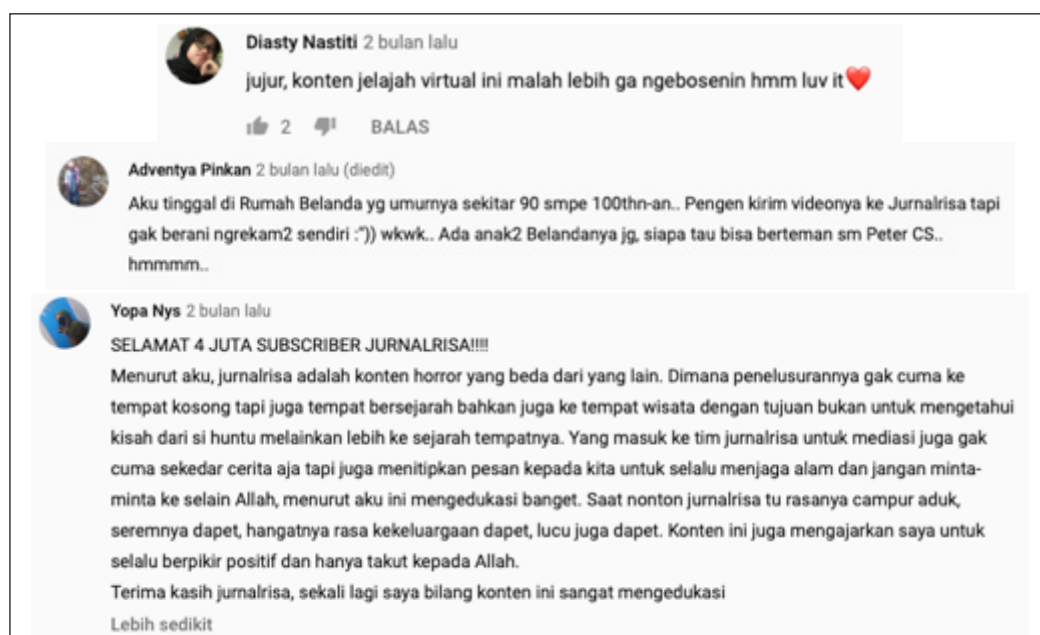 Diasty Nastiti 2 bulan lalu
jujur, konten jelajah virtual ini malah lebih ga ngebosenin hmm luv it❤️
2 BALAS
Adventya Pinkan 2 bulan lalu (diedit)
Aku tinggal di Rumah Belanda yg umurnya sekitar 90 smpe 100thn-an.. Pengen kirim videonya ke Jurnalrisa tapi
gak berani ngrekam2 sendiri :")) wkwk.. Ada anak2 Belandanya jg, siapa tau bisa berteman sm Peter CS..
hmmmm..
Yopa Nys 2 bulan lalu
SELAMAT 4 JUTA SUBSCRIBER JURNALRISA!!!!
Menurut aku, jurnalrisa adalah konten horror yang beda dari yang lain. Dimana penelusurannya gak cuma ke
tempat kosong tapi juga tempat bersejarah bahkan juga ke tempat wisata dengan tujuan bukan untuk mengetahui
kisah dari si huntu melainkan lebih ke sejarah tempatnya. Yang masuk ke tim jurnalrisa untuk mediasi juga gak
cuma sekedar cerita aja tapi juga menitipkan pesan kepada kita untuk selalu menjaga alam dan jangan minta-
minta ke selain Allah, menurut aku ini mengedukasi banget. Saat nonton jurnalrisa tu rasanya campur aduk,
seremnya dapet, hangatnya rasa kekeluargaan dapet, lucu juga dapet. Konten ini juga mengajarkan saya untuk
selalu berpikir positif dan hanya takut kepada Allah.
Terima kasih jurnalrisa, sekali lagi saya bilang konten ini sangat mengedukasi
Lebih sedikit